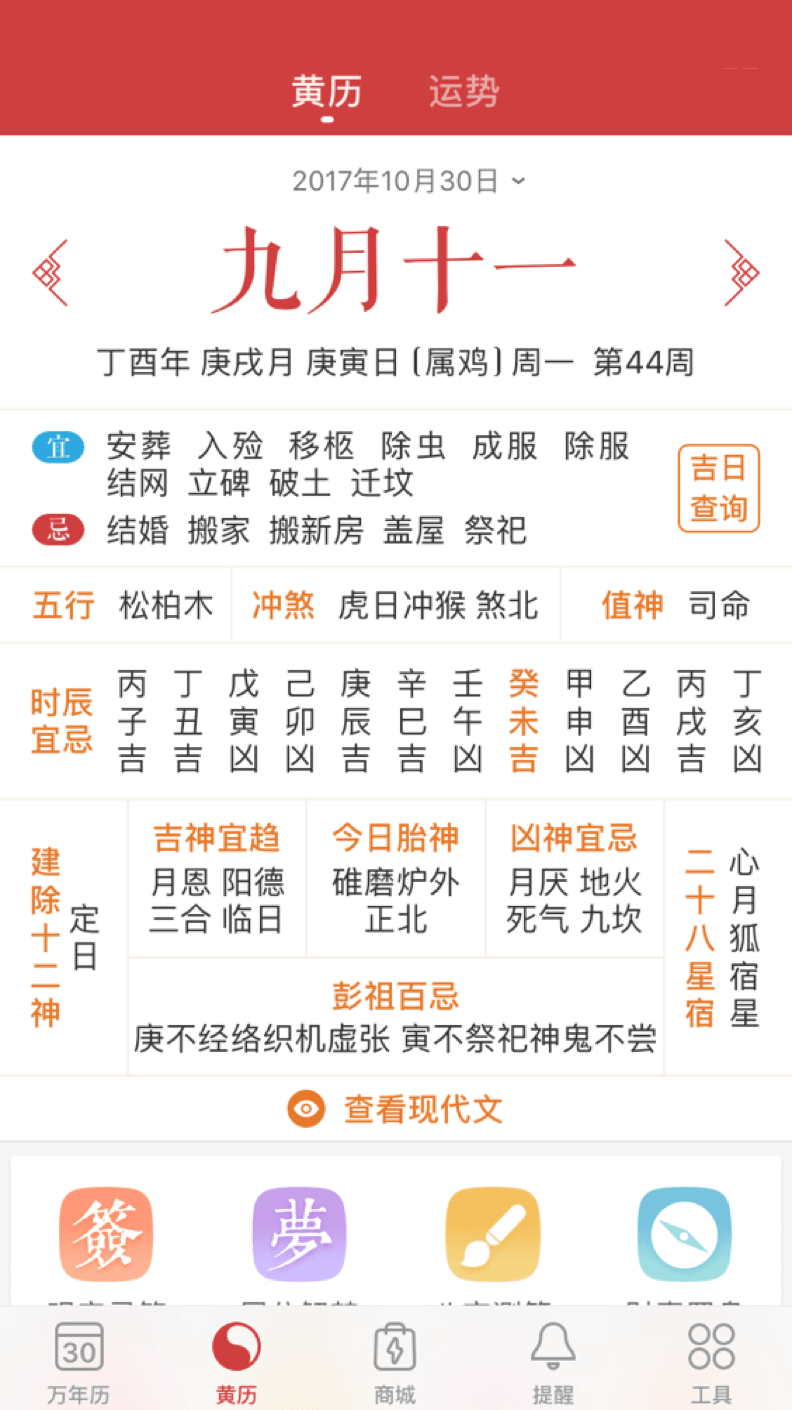 黄历 运势
2017年10月30日
九月十一
丁酉年 庚戌月 庚寅日 [属鸡] 周一 第44周
宜 安葬 入殓 移柩 除虫 成服 除服
结网 立碑 破土 迁坟
忌 结婚 搬家 搬新房 盖屋 祭祀
吉日
查询
五行 松柏木 冲煞 虎日冲猴 煞北 值神 司命
时辰
宜忌
丙子吉
丁丑吉
戊寅凶
己卯凶
庚辰吉
辛巳吉
壬午凶
癸未吉
甲申凶
乙酉凶
丙戌吉
丁亥凶
建除十二神
定日
吉神宜趋
月恩 阳德
三合 临日
今日胎神
碓磨炉外
正北
凶神宜忌
月厌 地火
死气 九坎
彭祖百忌
庚不经络织机虚张 寅不祭祀神鬼不尝
二十八星宿
心月狐宿星
查看现代文
簽 夢
30
万年历 黄历 商城 提醒 工具